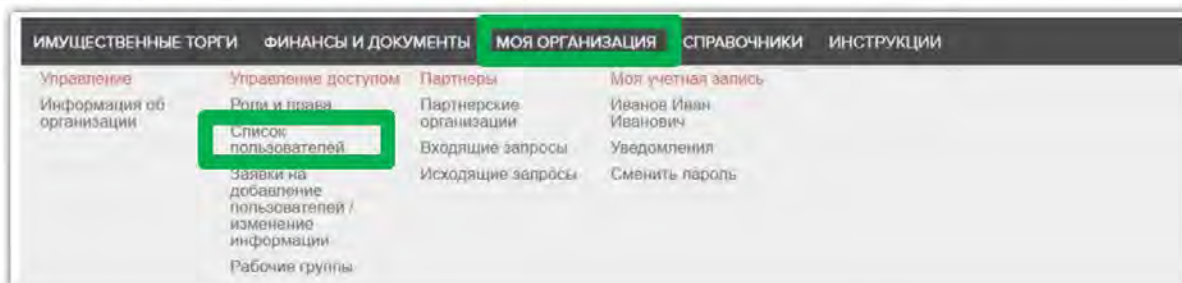 ИМУЩЕСТВЕННЫЕ ТОРГИ ФИНАНСЫ И ДОКУМЕНТЫ МОЯ ОРГАНИЗАЦИЯ СПРАВОЧНИКИ ИНСТРУКЦИИ
Управление
Информация об
организации
Управление доступом
Роли и права
Список
пользователей
Заявки на
добавление
пользователей /
изменение
информации
Рабочие группы
Партнеры
Партнерские
организации
Входящие запросы
Исходящие запросы
Моя учетная запись
Иванов Иван
Иванович
Уведомления
Сменить пароль